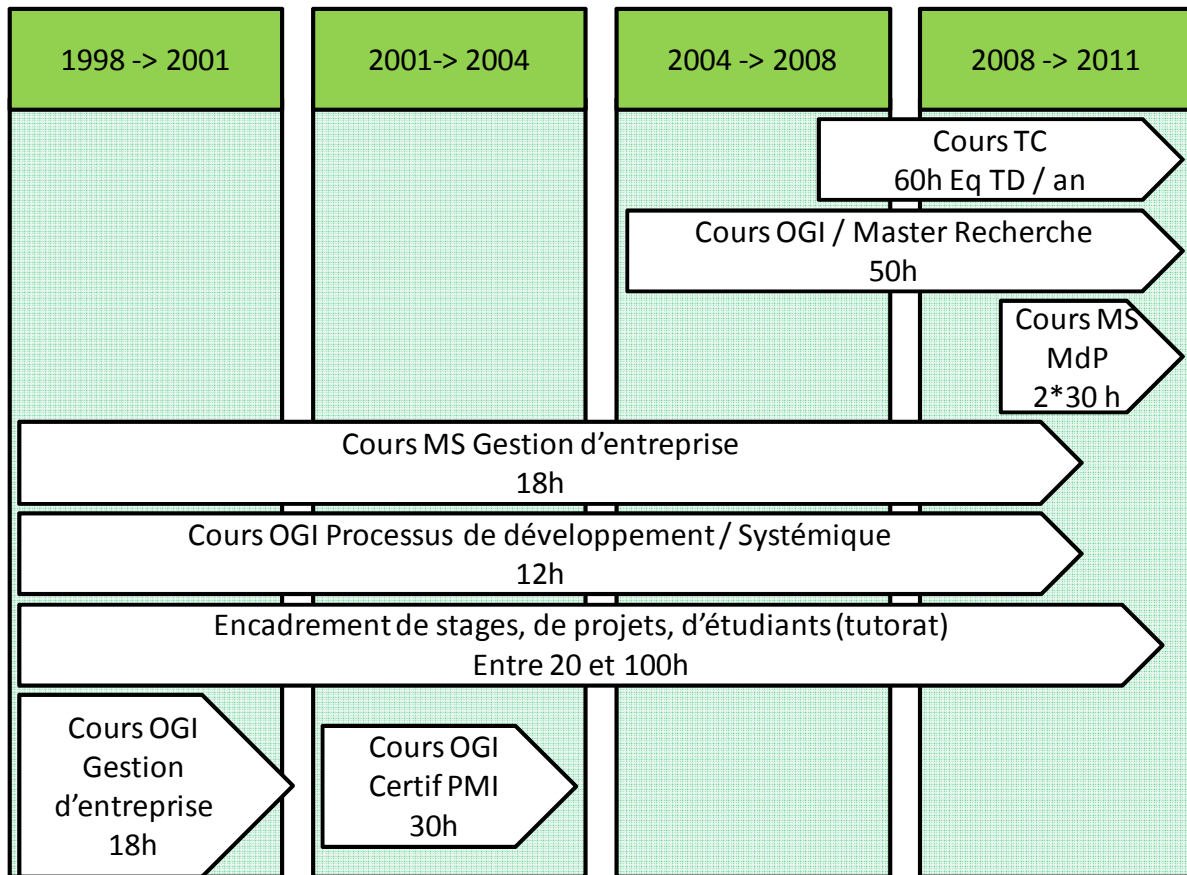 1998 -> 2001
2001-> 2004
2004 -> 2008
2008 -> 2011
Cours TC
60h Eq TD / an
Cours OGI / Master Recherche
50h
Cours MS
MdP
2*30 h
Cours MS Gestion d'entreprise
18h
Cours OGI Processus de développement / Systémique
12h
Encadrement de stages, de projets, d'étudiants (tutorat)
Entre 20 et 100h
Cours OGI
Gestion
d'entreprise
18h
Cours OGI
Certif PMI
30h